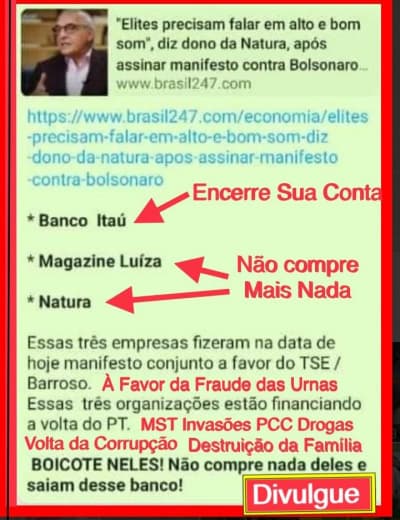 "Elites precisam falar em alto e bom
som", diz dono da Natura, após
assinar manifesto contra Bolsonaro...
www.brasil247.com
https://www.brasil247.com/economia/elites
-precisam-falar-em-alto-e-bom-som-diz
-dono-da-natura-apos-assinar-manifesto
-contra-bolsonaro
Encerre Sua Conta
* Banco Itaú
* Magazine Luíza
Não compre
Mais Nada
* Natura
Essas três empresas fizeram na data de
hoje manifesto conjunto a favor do TSE /
Barroso. À Favor da Fraude das Urnas
Essas três organizações estão financiando
a volta do PT. MST Invasões PCC Drogas
Volta da Corrupção Destruição da Família
BOICOTE NELES! Não compre nada deles e
saiam desse banco!
Divulgue